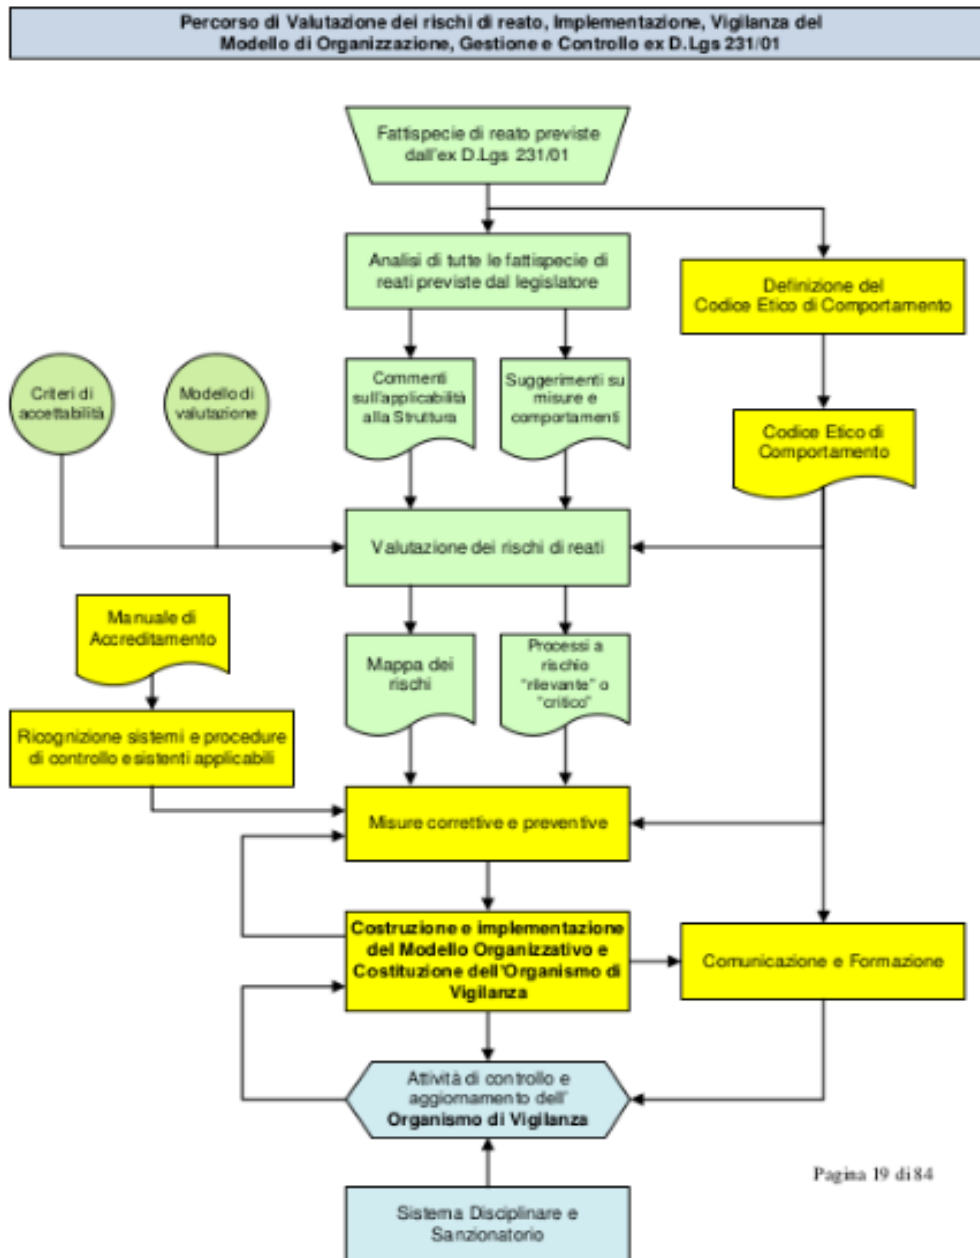 Percorso di Valutazione dei rischi di reato, Implementazione, Vigilanza del
Modello di Organizzazione, Gestione e Controllo ex D.Lgs 231/01
Fattispecie di reato previste
dall'ex D.Lgs 231/01
Analisi di tutte le fattispecie di
reati previste dal legislatore
Definizione del
Codice Etico di Comportamento
Criteri di
accettabilità
Modello di
valutazione
Commenti
sull'applicabilità
alla Struttura
Suggerimenti su
misure e
comportamenti
Codice Etico di
Comportamento
Valutazione dei rischi di reati
Manuale di
Accreditamento
Mappa dei
rischi
Processi a
rischio
"rilevante" o
"critico"
Ricognizione sistemi e procedure
di controllo esistenti applicabili
Misure correttive e preventive
Costruzione e implementazione
del Modello Organizzativo e
Costituzione dell'Organismo di
Vigilanza
Comunicazione e Formazione
Attività di controllo e
aggiornamento dell'
Organismo di Vigilanza
Pagina 19 di 84
Sistema Disciplinare e
Sanzionatorio